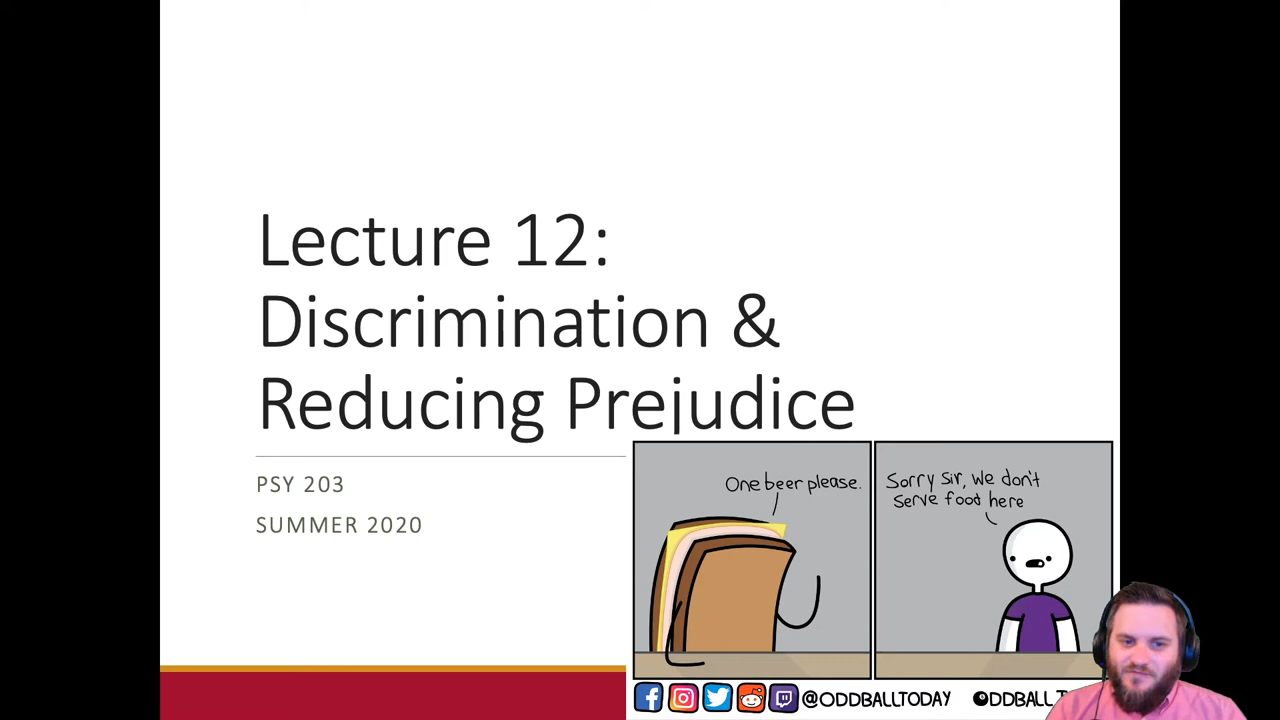 Lecture 12:
Discrimination &
Reducing Prejudice
PSY 203
SUMMER 2020
One beer please.
Sorry sir, we don't
serve food here
@ODDBALLTODAY